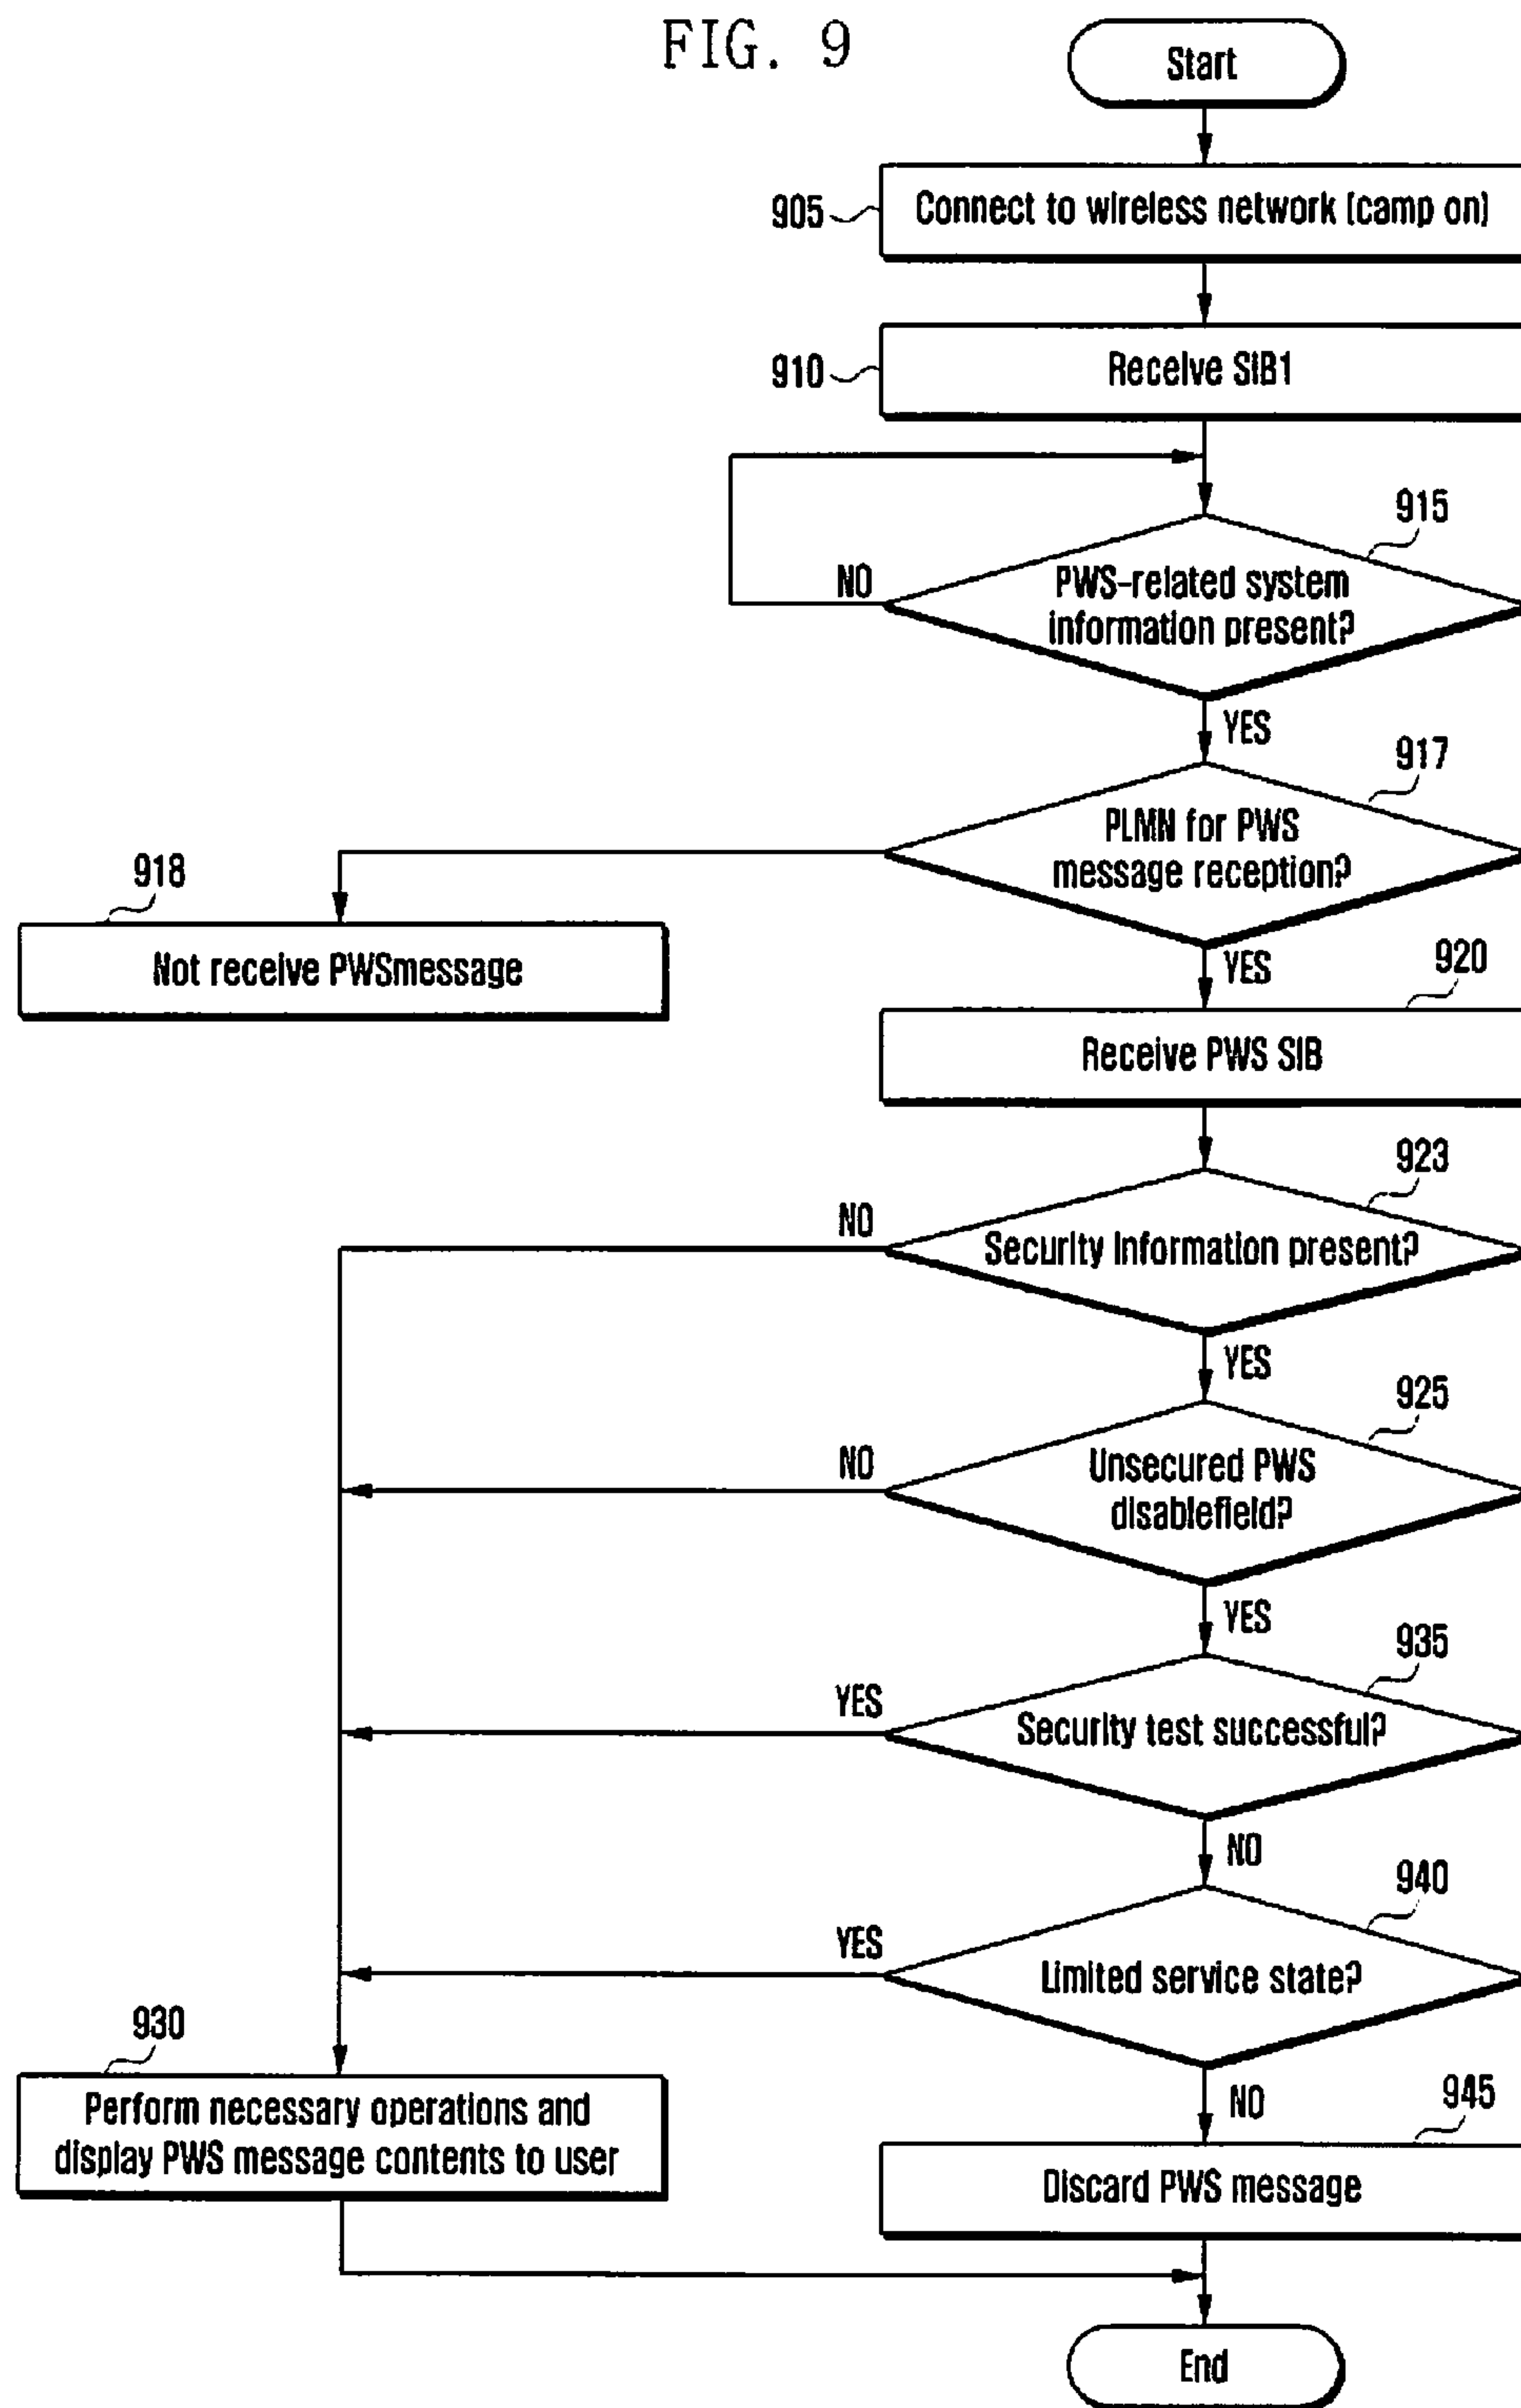 FIG. 9
Start
905
Connect to wireless network (camp on)
910
Receive SIB1
915
PWS-related system
information present?
NO
YES
917
PLMN for PWS
message reception?
918
Not receive PWSmessage
YES
920
Receive PWS SIB
923
NO
Security information present?
YES
925
NO
Unsecured PWS
disablefield?
YES
935
YES
Security test successful?
NO
940
YES
Limited service state?
930
Perform necessary operations and
display PWS message contents to user
NO
945
Discard PWS message
End